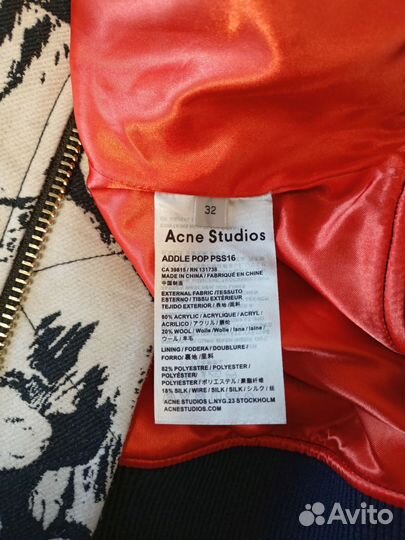 32
Acne Studios
ADDLE POP PSS16
CA 39815 / RN 131738
MADE IN CHINA / FABRIQUÉ EN CHINE
中国制造
EXTERNAL FABRIC / TESSUTO
ESTERNO / TISSU EXTÉRIEUR
TEJIDO EXTERIOR / 表地 / 面料
80% ACRYLIC / ACRYLIQUE / ACRYL /
ACRILICO / アクリル / 腈纶
20% WOOL / Wolle / lana / laine /
ウール / 羊毛
LINING / FODERA / DOUBLURE /
FORRO / 裏地 / 里料
82% POLYESTER / POLYESTER /
POLYÉSTER /
POLYIESTER / ポリエステル / 聚酯纤维
18% SILK / WIRE / SILK / SILK / シルク / 丝
ACNE STUDIOS L.NYG.23 STOCKHOLM
ACNESTUDIOS.COM
Avito